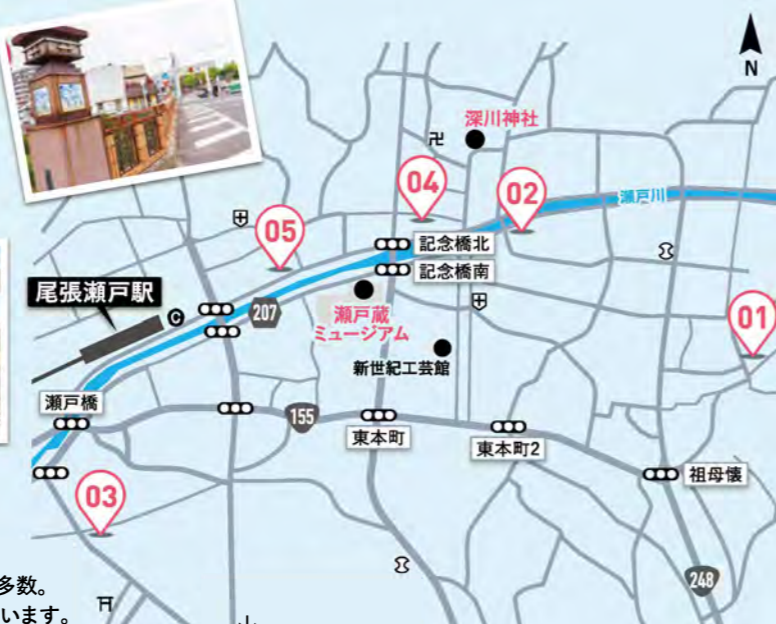 N
深川神社
04
02
瀬戸川
05
記念橋北
記念橋南
尾張瀬戸駅
C
207
瀬戸蔵
ミュージアム
01
新世紀工芸館
瀬戸橋
155
東本町
東本町2
祖母懐
03
248
多数。
います。